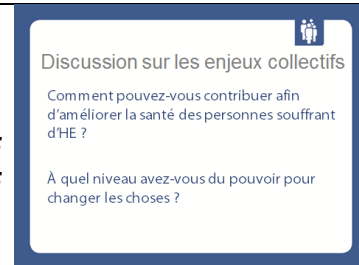 Discussion sur les enjeux collectifs
Comment pouvez-vous contribuer afin
d'améliorer la santé des personnes souffrant
d'HE ?
À quel niveau avez-vous du pouvoir pour
changer les choses ?